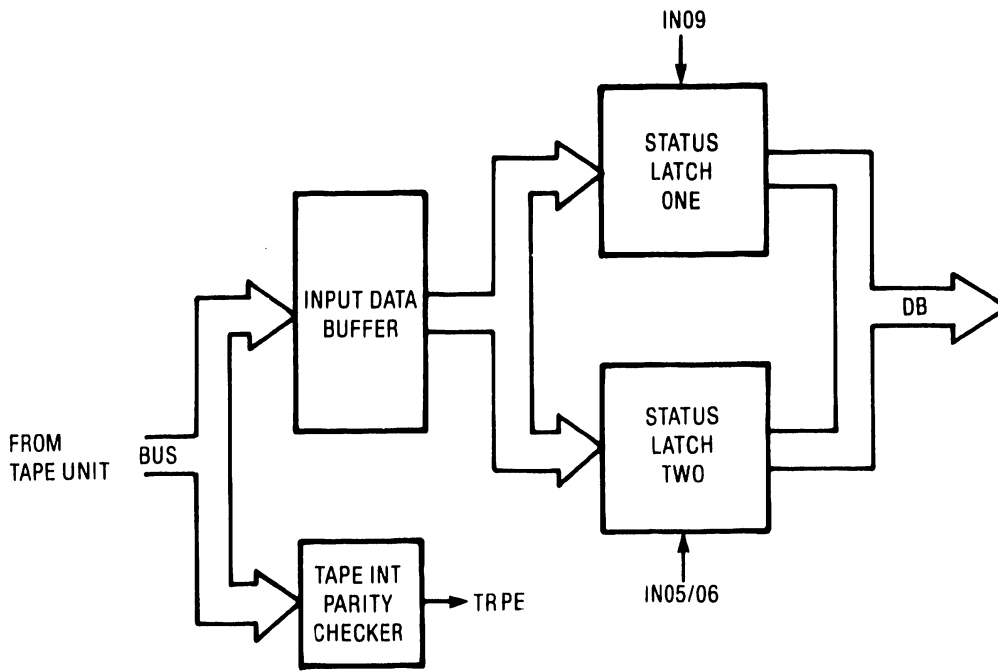 IN09
STATUS
LATCH
ONE
INPUT DATA
BUFFER
DB
FROM
TAPE UNIT
BUS
STATUS
LATCH
TWO
TAPE INT
PARITY
CHECKER
TRPE
IN05/06